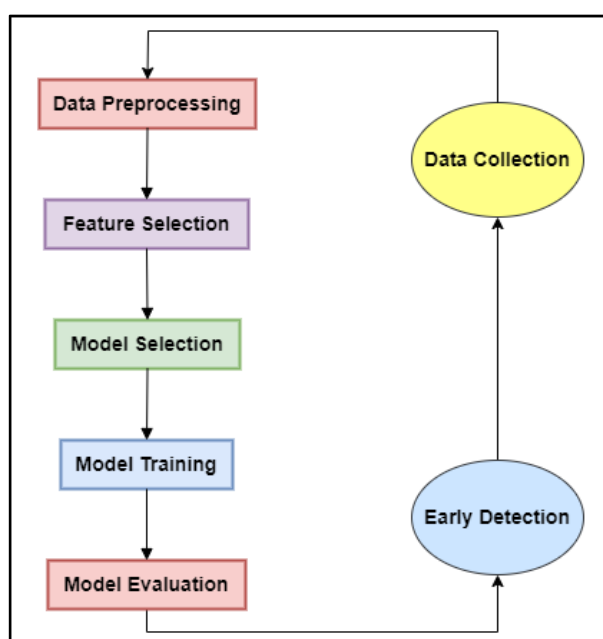 Data Preprocessing
Data Collection
Feature Selection
Model Selection
Model Training
Early Detection
Model Evaluation